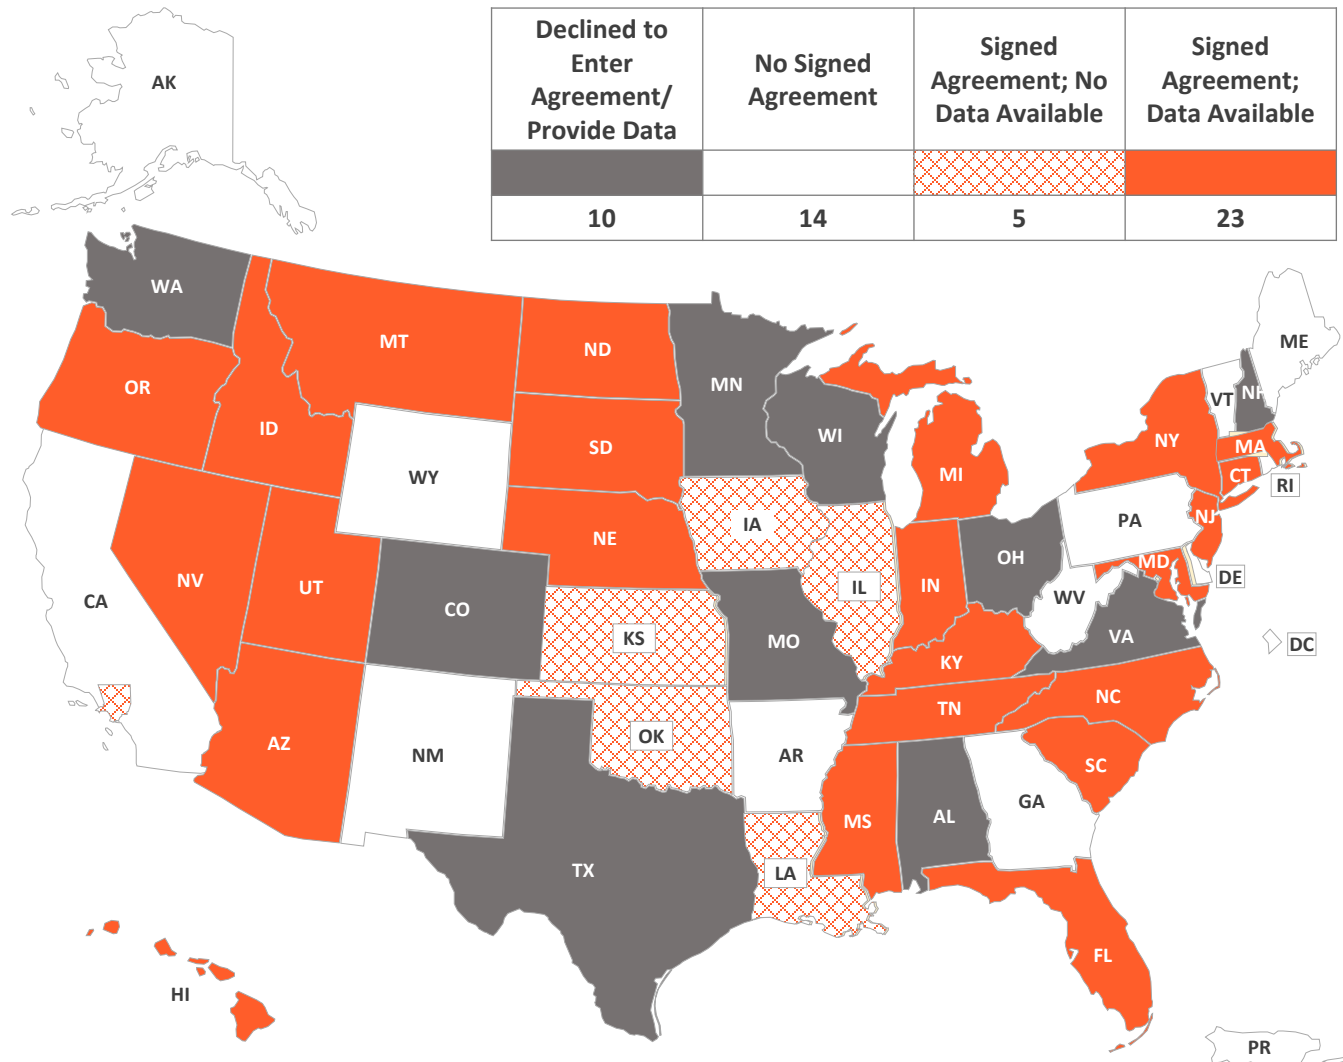 Declined to
Enter
Agreement/
Provide Data
No Signed
Agreement
Signed
Agreement; No
Data Available
Signed
Agreement;
Data Available
10 14 5 23
AK
WA
MT
ND
MN
ME
OR
ID
SD
WI
MI
NY
VT
NH
MA
CT
RI
WY
IA
NE
PA
NJ
CA
NV
UT
CO
KS
MO
IL
IN
OH
WV
MD
DE
VA
DC
KY
AZ
NM
OK
AR
TN
NC
SC
TX
LA
MS
AL
GA
FL
HI
PR